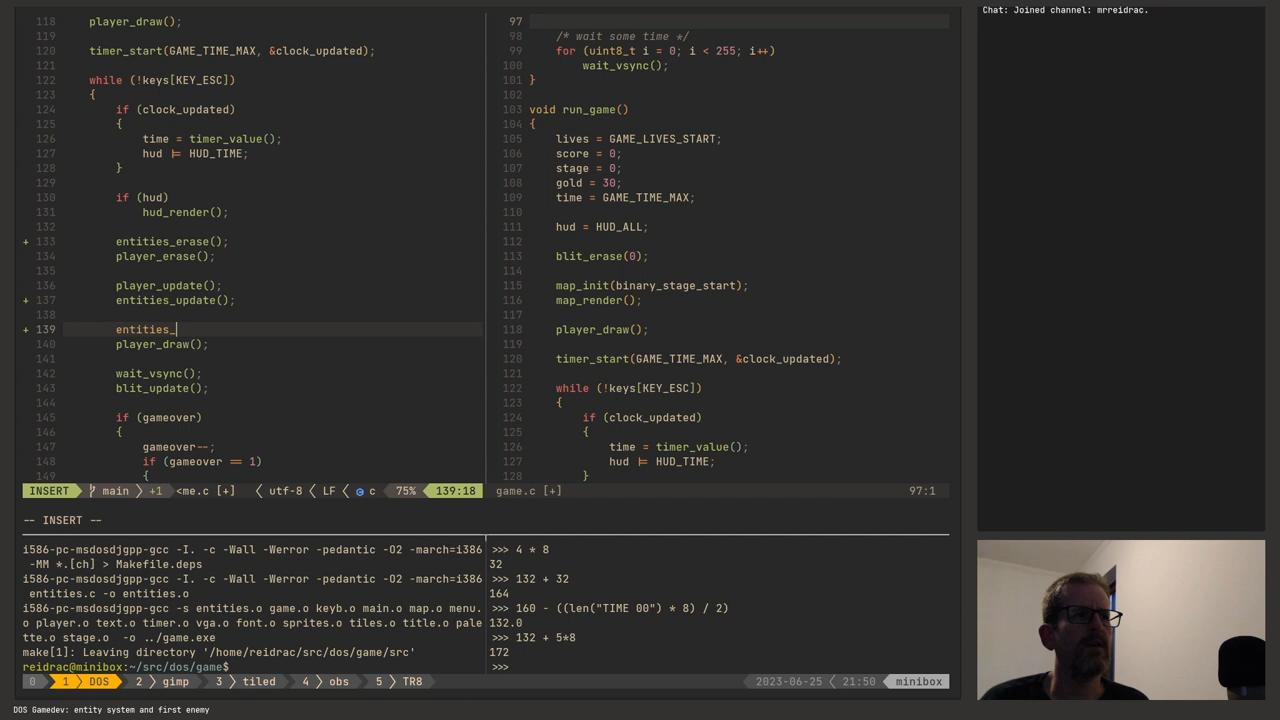 118     player_draw();
119
120     timer_start(GAME_TIME_MAX, &clock_updated);
121
122     while (!keys[KEY_ESC])
123     {
124         if (clock_updated)
125         {
126             time = timer_value();
127             hud |= HUD_TIME;
128         }
129
130         if (hud)
131             hud_render();
132
+ 133         entities_erase();
134         player_erase();
135
136         player_update();
+ 137         entities_update();
138
+ 139         entities_
140         player_draw();
141
142         wait_vsync();
143         blit_update();
144
145         if (gameover)
146         {
147             gameover--;
148             if (gameover == 1)
149             {
INSERT main +1 <me.c [+] utf-8 LF c 75% 139:18
-- INSERT --
97
98     /* wait some time */
99     for (uint8_t i = 0; i < 255; i++)
100         wait_vsync();
101 }
102
103 void run_game()
104 {
105     lives = GAME_LIVES_START;
106     score = 0;
107     stage = 0;
108     gold = 30;
109     time = GAME_TIME_MAX;
110
111     hud = HUD_ALL;
112
113     blit_erase(0);
114
115     map_init(binary_stage_start);
116     map_render();
117
118     player_draw();
119
120     timer_start(GAME_TIME_MAX, &clock_updated);
121
122     while (!keys[KEY_ESC])
123     {
124         if (clock_updated)
125         {
126             time = timer_value();
127             hud |= HUD_TIME;
128         }
game.c [+] 97:1
i586-pc-msdosdjgpp-gcc -I. -c -Wall -Werror -pedantic -O2 -march=i386
 -MM *.[ch] > Makefile.deps
i586-pc-msdosdjgpp-gcc -I. -c -Wall -Werror -pedantic -O2 -march=i386
 entities.c -o entities.o
i586-pc-msdosdjgpp-gcc -s entities.o game.o keyb.o main.o map.o menu.
o player.o text.o timer.o vga.o font.o sprites.o tiles.o title.o pale
tte.o stage.o  -o ../game.exe
make[1]: Leaving directory '/home/reidrac/src/dos/game/src'
reidrac@minibox:~/src/dos/game$
>>> 4 * 8
32
>>> 132 + 32
164
>>> 160 - ((len("TIME 00") * 8) / 2)
132.0
>>> 132 + 5*8
172
>>>
0 1 DOS 2 gimp 3 tiled 4 obs 5 TR8 2023-06-25 21:50 minibox
Chat: Joined channel: mrreidrac.
DOS Gamedev: entity system and first enemy